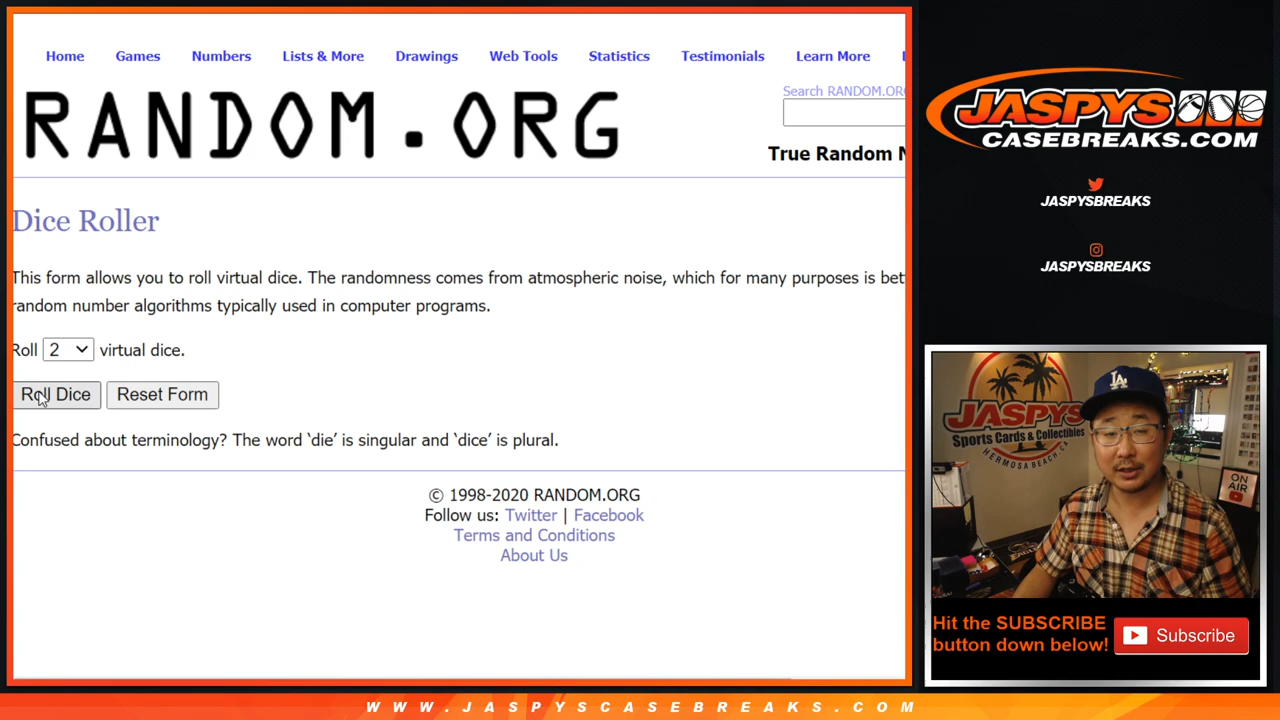 Home Games Numbers Lists & More Drawings Web Tools Statistics Testimonials Learn More
Search RANDOM.ORG
RANDOM.ORG
True Random N
Dice Roller
This form allows you to roll virtual dice. The randomness comes from atmospheric noise, which for many purposes is bet
random number algorithms typically used in computer programs.
Roll 2 virtual dice.
Roll Dice Reset Form
Confused about terminology? The word ‘die’ is singular and ‘dice’ is plural.
© 1998-2020 RANDOM.ORG
Follow us: Twitter | Facebook
Terms and Conditions
About Us
JASPYS
CASEBREAKS.COM
JASPYSBREAKS
JASPYSBREAKS
JASPYS
Sports Cards & Collectibles
HERMOSA BEACH, CA
LA
ON AIR
Hit the SUBSCRIBE
button down below!
Subscribe
WWW.JASPYSCASEBREAKS.COM